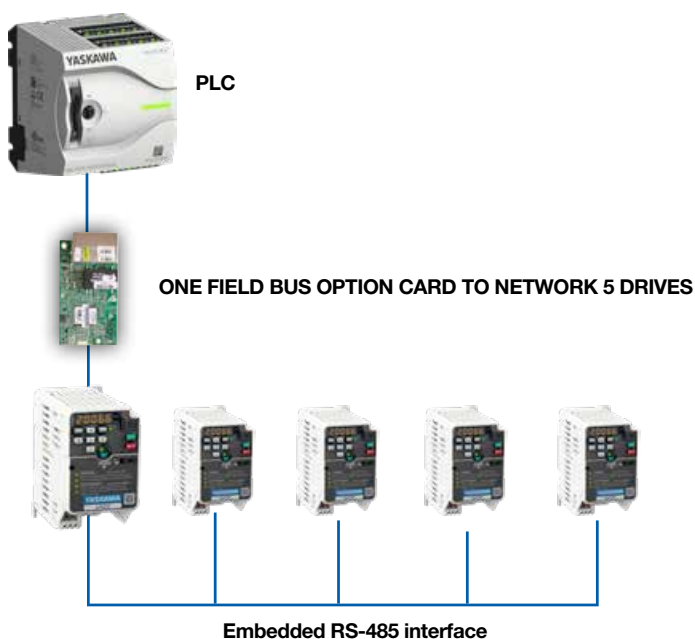 YASKAWA
PLC
ONE FIELD BUS OPTION CARD TO NETWORK 5 DRIVES
YASKAWA
Embedded RS-485 interface